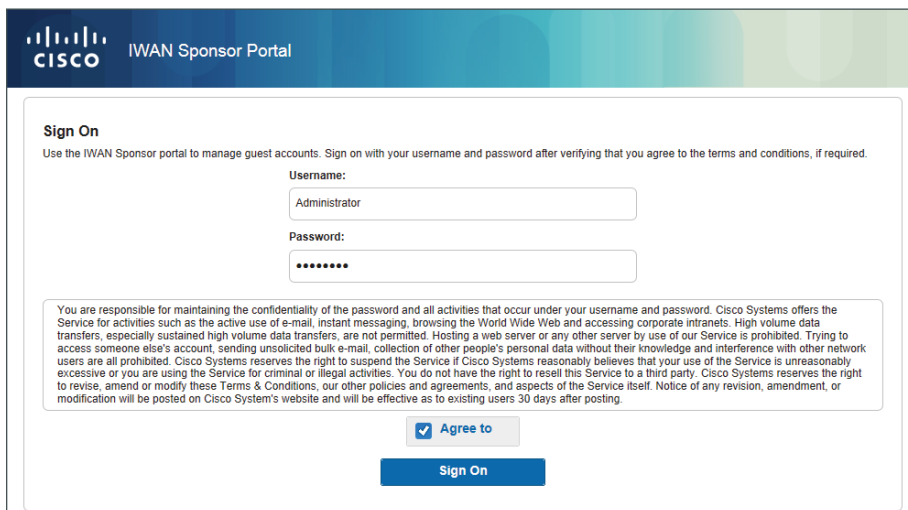 CISCO
IWAN Sponsor Portal
Sign On
Use the IWAN Sponsor portal to manage guest accounts. Sign on with your username and password after verifying that you agree to the terms and conditions, if required.
Username:
Administrator
Password:
••••••••
You are responsible for maintaining the confidentiality of the password and all activities that occur under your username and password. Cisco Systems offers the
Service for activities such as the active use of e-mail, instant messaging, browsing the World Wide Web and accessing corporate intranets. High volume data
transfers, especially sustained high volume data transfers, are not permitted. Hosting a web server or any other server by use of our Service is prohibited. Trying to
access someone else's account, sending unsolicited bulk e-mail, collection of other people's personal data without their knowledge and interference with other network
users are all prohibited. Cisco Systems reserves the right to suspend the Service if Cisco Systems reasonably believes that your use of the Service is unreasonably
excessive or you are using the Service for criminal or illegal activities. You do not have the right to resell this Service to a third party. Cisco Systems reserves the right
to revise, amend or modify these Terms & Conditions, our other policies and agreements, and aspects of the Service itself. Notice of any revision, amendment, or
modification will be posted on Cisco System's website and will be effective as to existing users 30 days after posting.
Agree to
Sign On